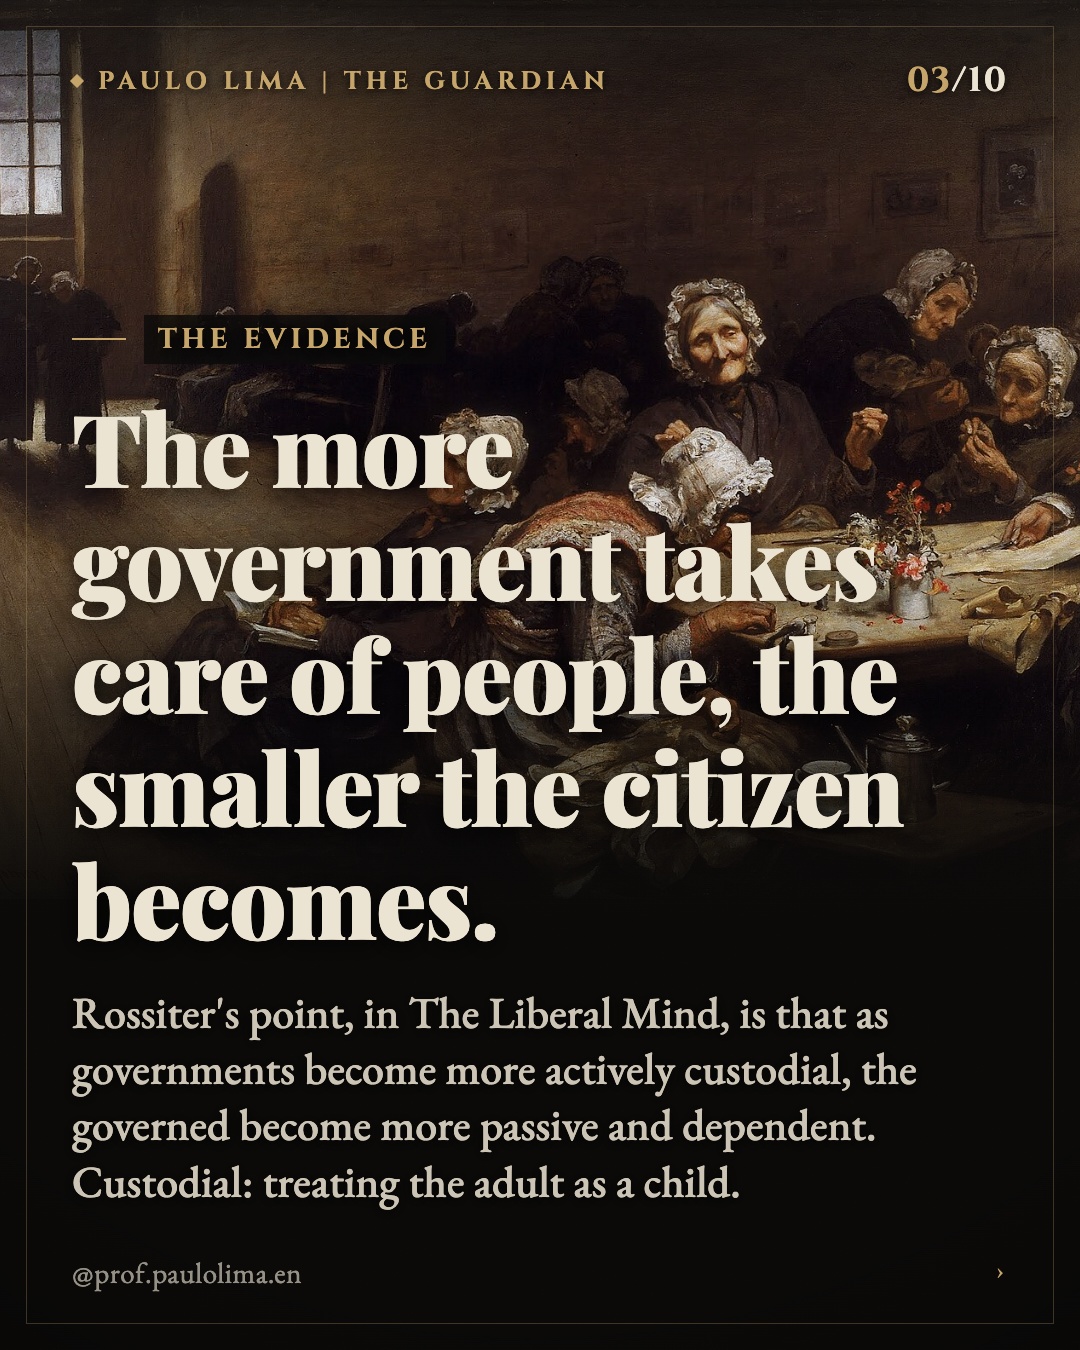 ◆ PAULO LIMA | THE GUARDIAN
03/10
THE EVIDENCE
The more
government takes
care of people, the
smaller the citizen
becomes.
Rossiter's point, in The Liberal Mind, is that as
governments become more actively custodial, the
governed become more passive and dependent.
Custodial: treating the adult as a child.
@prof.paulolima.en
›